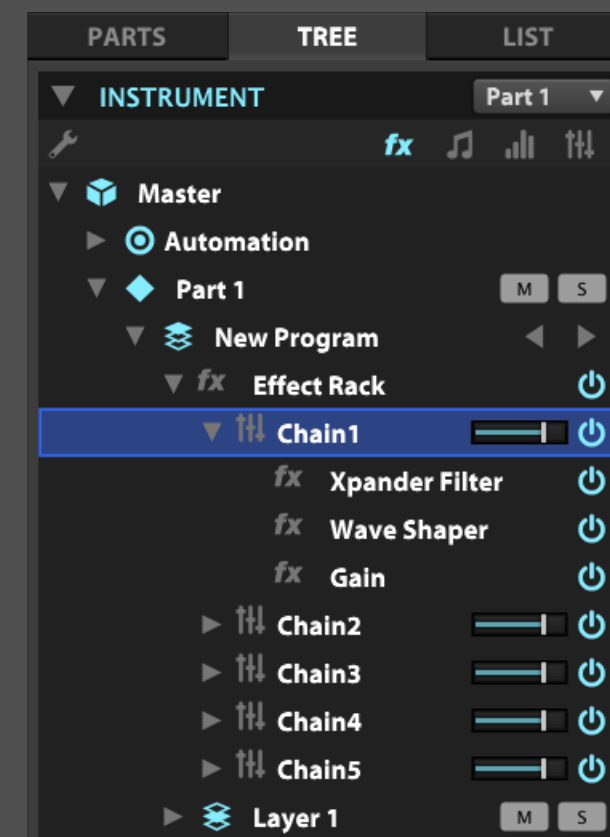 PARTS TREE LIST
INSTRUMENT Part 1
fx
Master
Automation
Part 1 M S
New Program
fx Effect Rack
Chain1
fx Xpander Filter
fx Wave Shaper
fx Gain
Chain2
Chain3
Chain4
Chain5
Layer 1 M S